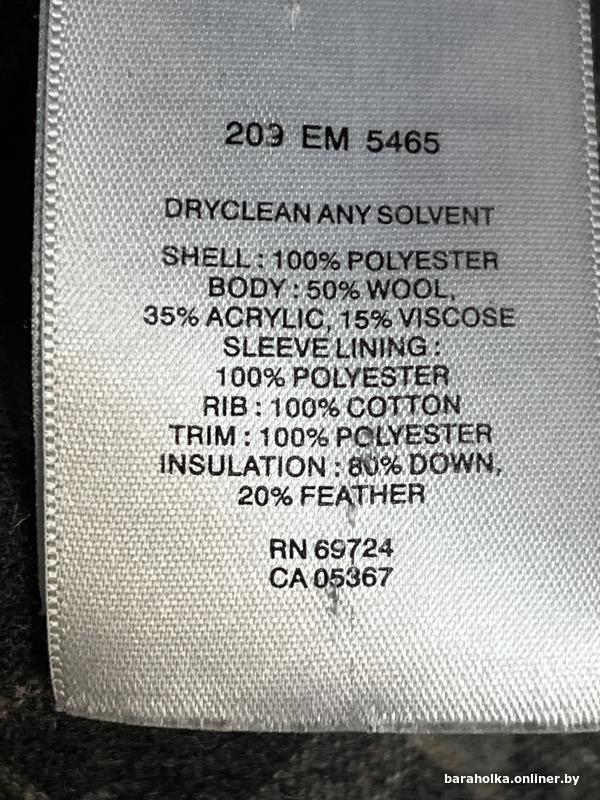 209 EM 5465
DRYCLEAN ANY SOLVENT
SHELL : 100% POLYESTER
BODY : 50% WOOL,
35% ACRYLIC, 15% VISCOSE
SLEEVE LINING :
100% POLYESTER
RIB : 100% COTTON
TRIM : 100% POLYESTER
INSULATION : 80% DOWN,
20% FEATHER
RN 69724
CA 05367
baraholka.onliner.by